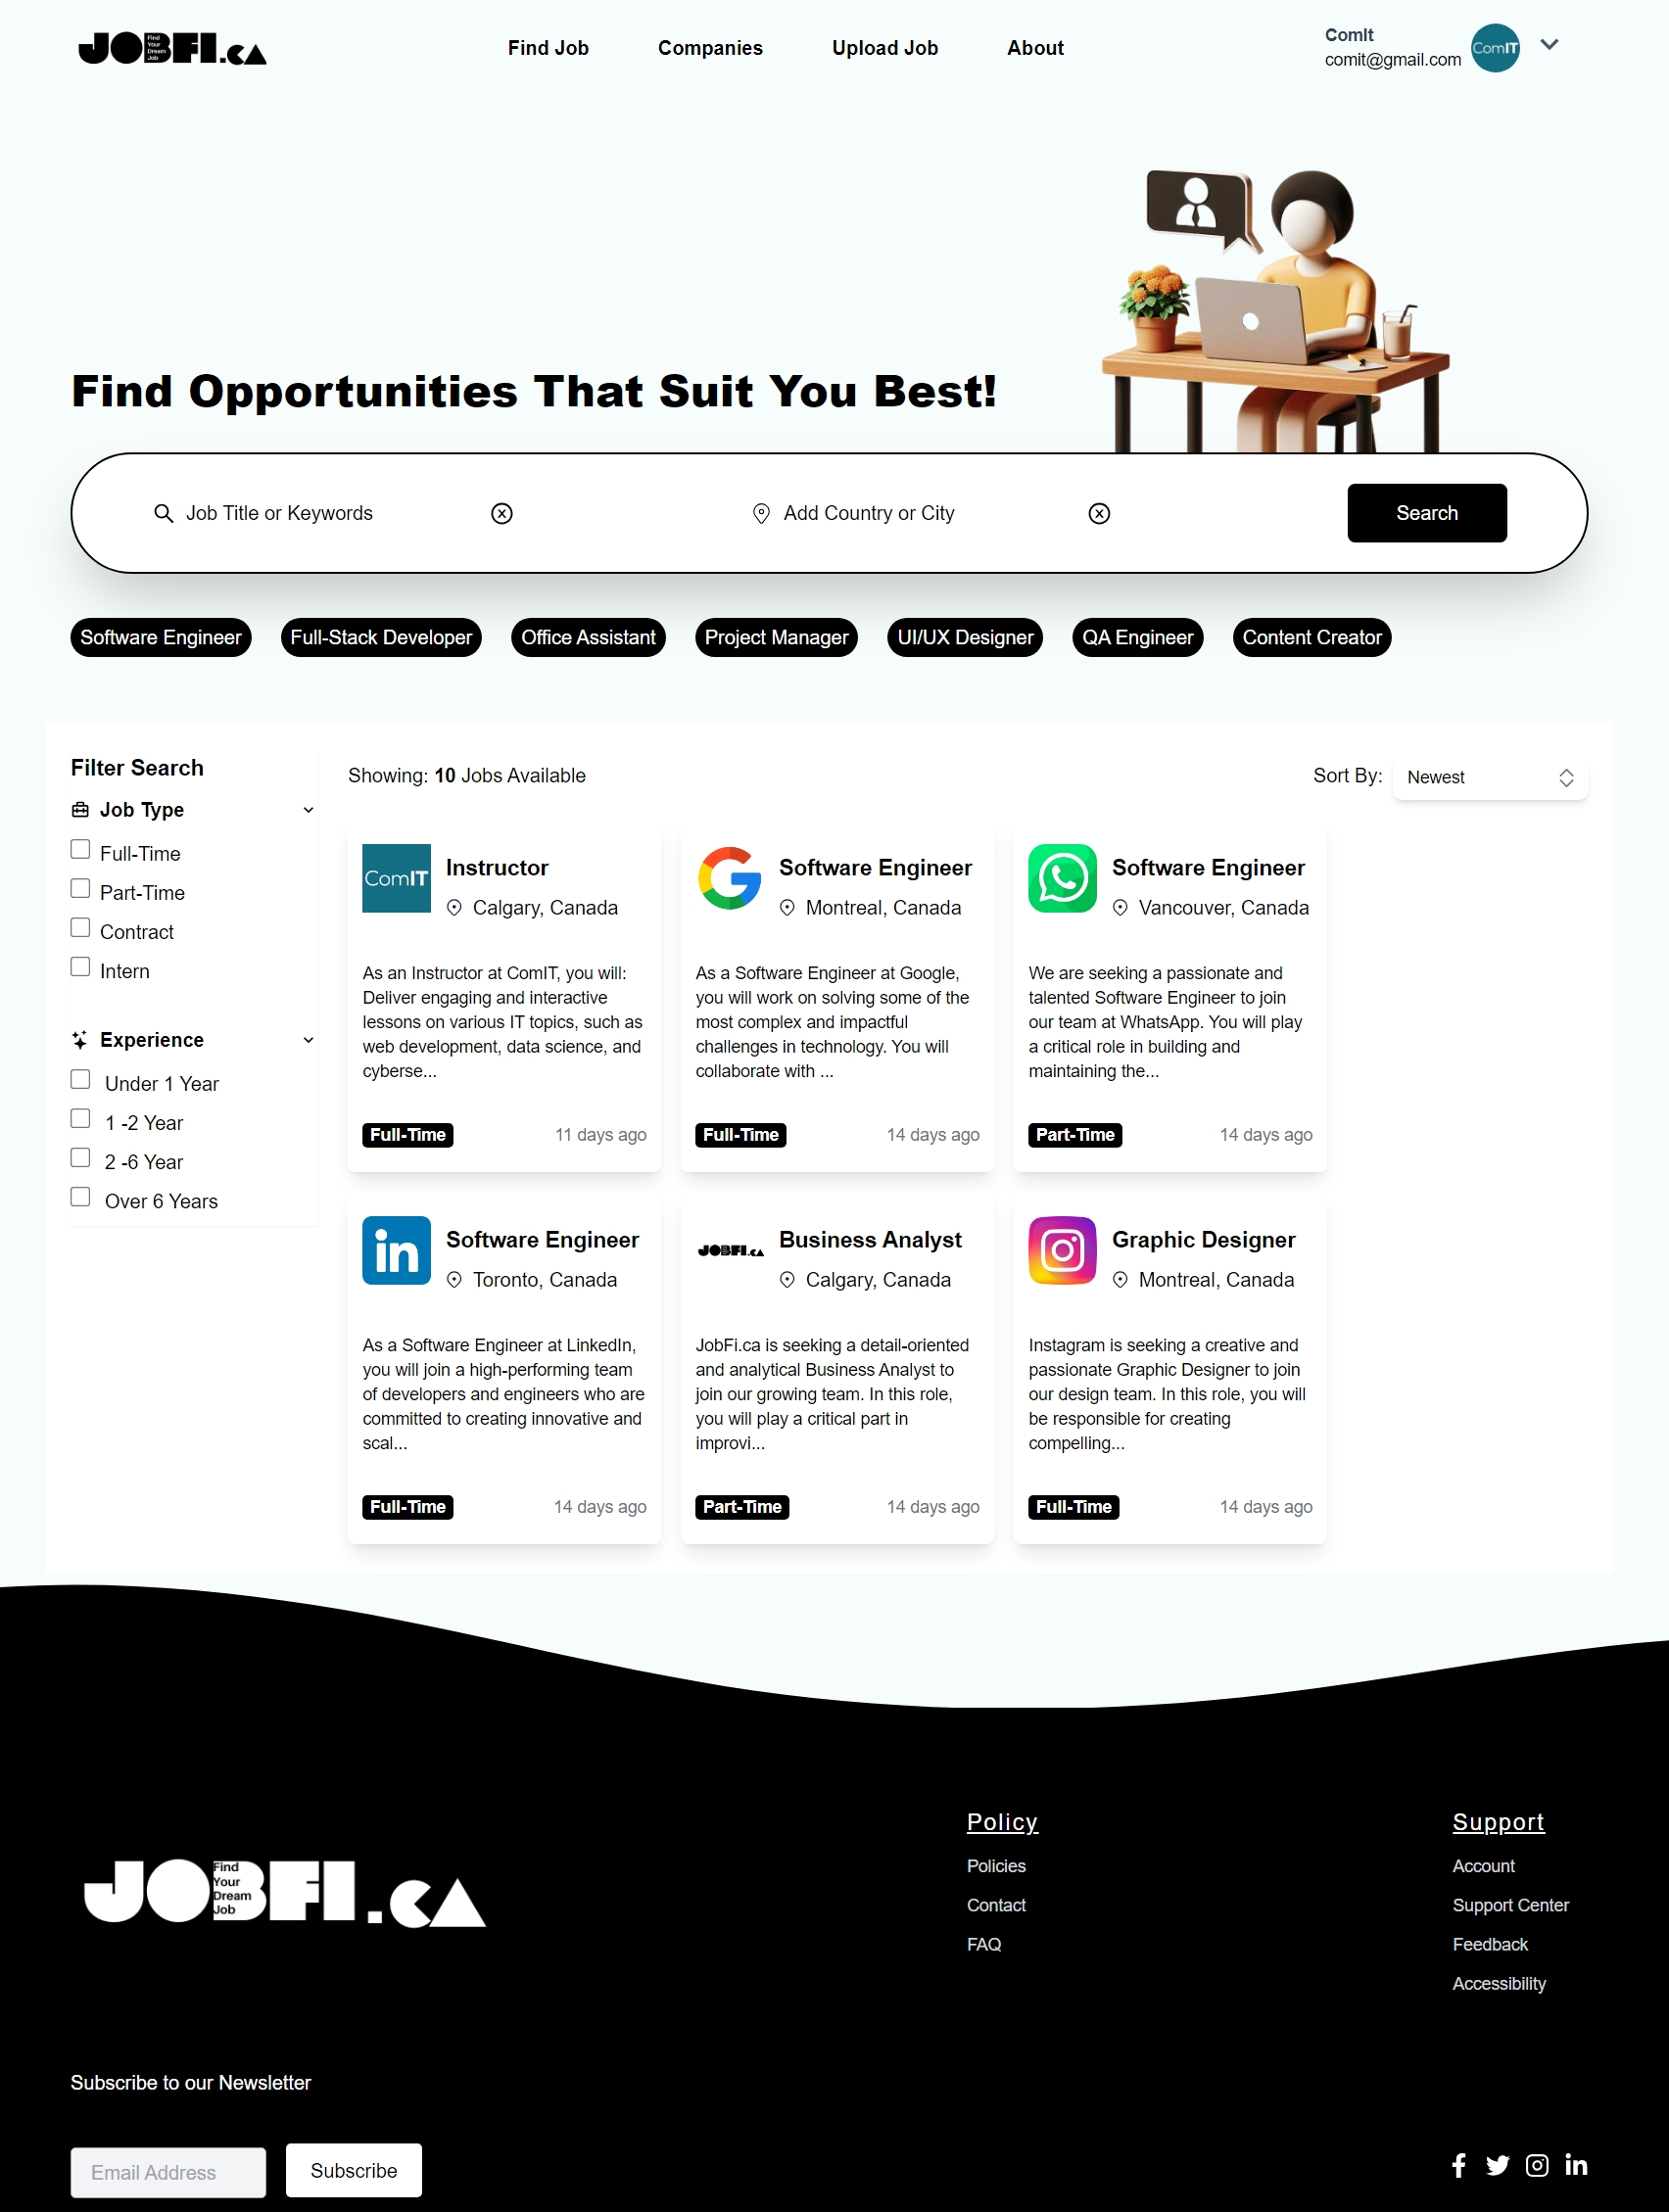 JOBFI.CA
Find
Your
Dream
Job
Find Job
Companies
Upload Job
About
ComIt
comit@gmail.com
ComIT
Find Opportunities That Suit You Best!
Job Title or Keywords
Add Country or City
Search
Software Engineer
Full-Stack Developer
Office Assistant
Project Manager
UI/UX Designer
QA Engineer
Content Creator
Filter Search
Job Type
Full-Time
Part-Time
Contract
Intern
Experience
Under 1 Year
1 -2 Year
2 -6 Year
Over 6 Years
Showing: 10 Jobs Available
Sort By:
Newest
ComIT
Instructor
Calgary, Canada
As an Instructor at ComIT, you will:
Deliver engaging and interactive
lessons on various IT topics, such as
web development, data science, and
cyberse...
Full-Time
11 days ago
Software Engineer
Montreal, Canada
As a Software Engineer at Google,
you will work on solving some of the
most complex and impactful
challenges in technology. You will
collaborate with ...
Full-Time
14 days ago
Software Engineer
Vancouver, Canada
We are seeking a passionate and
talented Software Engineer to join
our team at WhatsApp. You will play
a critical role in building and
maintaining the...
Part-Time
14 days ago
in
Software Engineer
Toronto, Canada
As a Software Engineer at LinkedIn,
you will join a high-performing team
of developers and engineers who are
committed to creating innovative and
scal...
Full-Time
14 days ago
JOBFI.CA
Business Analyst
Calgary, Canada
JobFi.ca is seeking a detail-oriented
and analytical Business Analyst to
join our growing team. In this role,
you will play a critical part in
improvi...
Part-Time
14 days ago
Graphic Designer
Montreal, Canada
Instagram is seeking a creative and
passionate Graphic Designer to join
our design team. In this role, you will
be responsible for creating
compelling...
Full-Time
14 days ago
JOBFI.CA
Find
Your
Dream
Job
Policy
Policies
Contact
FAQ
Support
Account
Support Center
Feedback
Accessibility
Subscribe to our Newsletter
Email Address
Subscribe